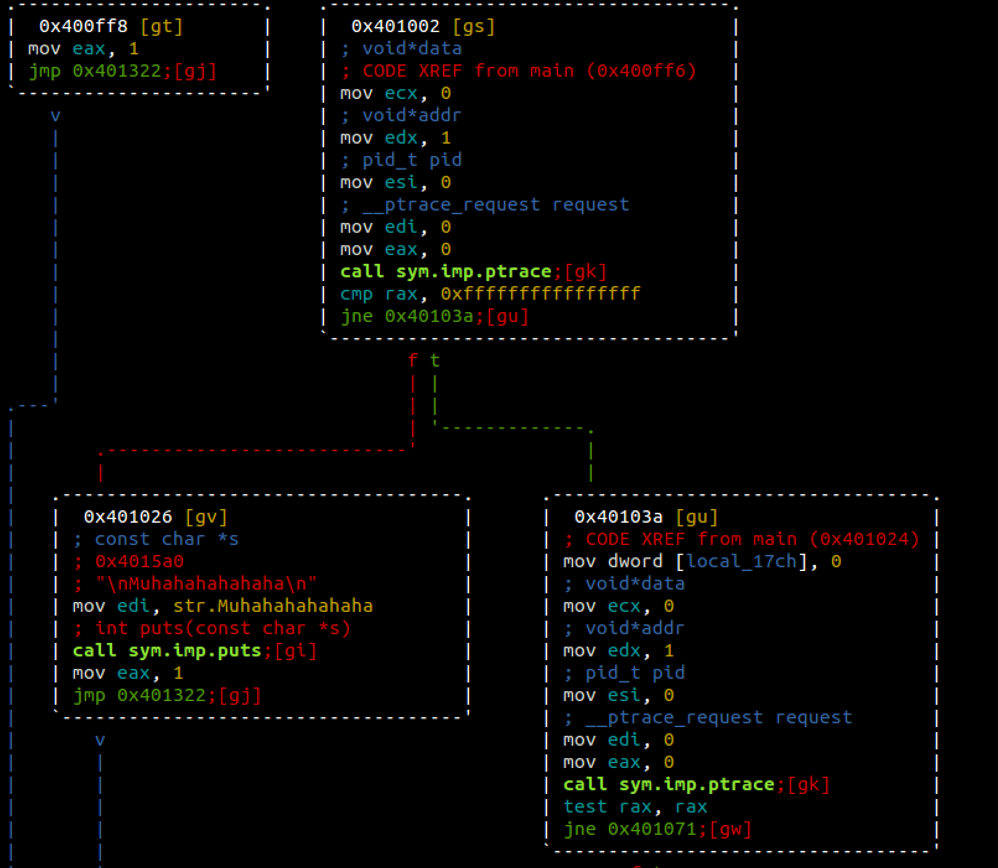 0x400ff8 [gt]
mov eax, 1
jmp 0x401322;[gj]
v
0x401002 [gs]
; void*data
; CODE XREF from main (0x400ff6)
mov ecx, 0
; void*addr
mov edx, 1
; pid_t pid
mov esi, 0
; __ptrace_request request
mov edi, 0
mov eax, 0
call sym.imp.ptrace;[gk]
cmp rax, 0xffffffffffffffff
jne 0x40103a;[gu]
f t
0x401026 [gv]
; const char *s
; 0x4015a0
; "\nMuhahahahahaha\n"
mov edi, str.Muhahahahahaha
; int puts(const char *s)
call sym.imp.puts;[gi]
mov eax, 1
jmp 0x401322;[gj]
v
0x40103a [gu]
; CODE XREF from main (0x401024)
mov dword [local_17ch], 0
; void*data
mov ecx, 0
; void*addr
mov edx, 1
; pid_t pid
mov esi, 0
; __ptrace_request request
mov edi, 0
mov eax, 0
call sym.imp.ptrace;[gk]
test rax, rax
jne 0x401071;[gw]